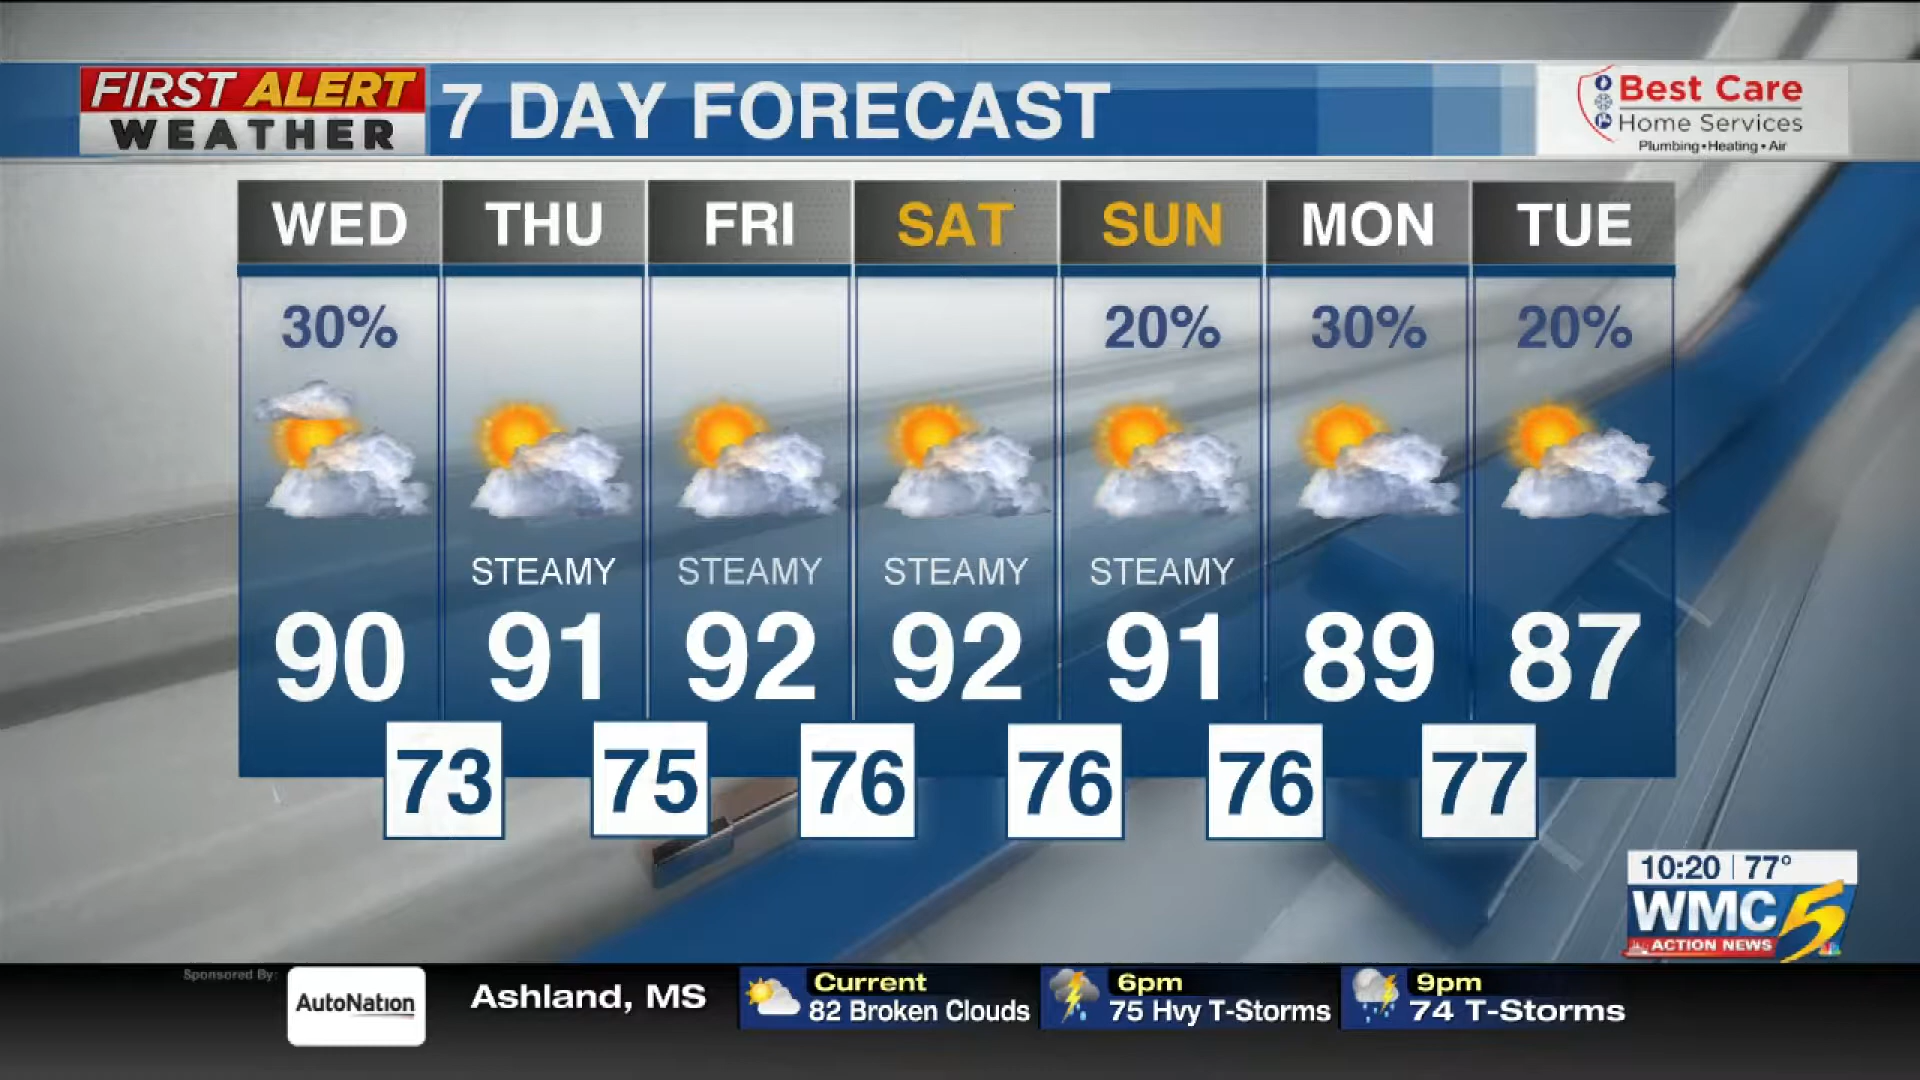 FIRST ALERT
WEATHER
7 DAY FORECAST
Best Care
Home Services
Plumbing • Heating • Air
WED THU FRI SAT SUN MON TUE
30% 20% 30% 20%
STEAMY STEAMY STEAMY STEAMY
90 91 92 92 91 89 87
73 75 76 76 76 77
10:20 77°
WMC 5
ACTION NEWS
Sponsored By:
AutoNation
Ashland, MS
Current
82 Broken Clouds
6pm
75 Hvy T-Storms
9pm
74 T-Storms